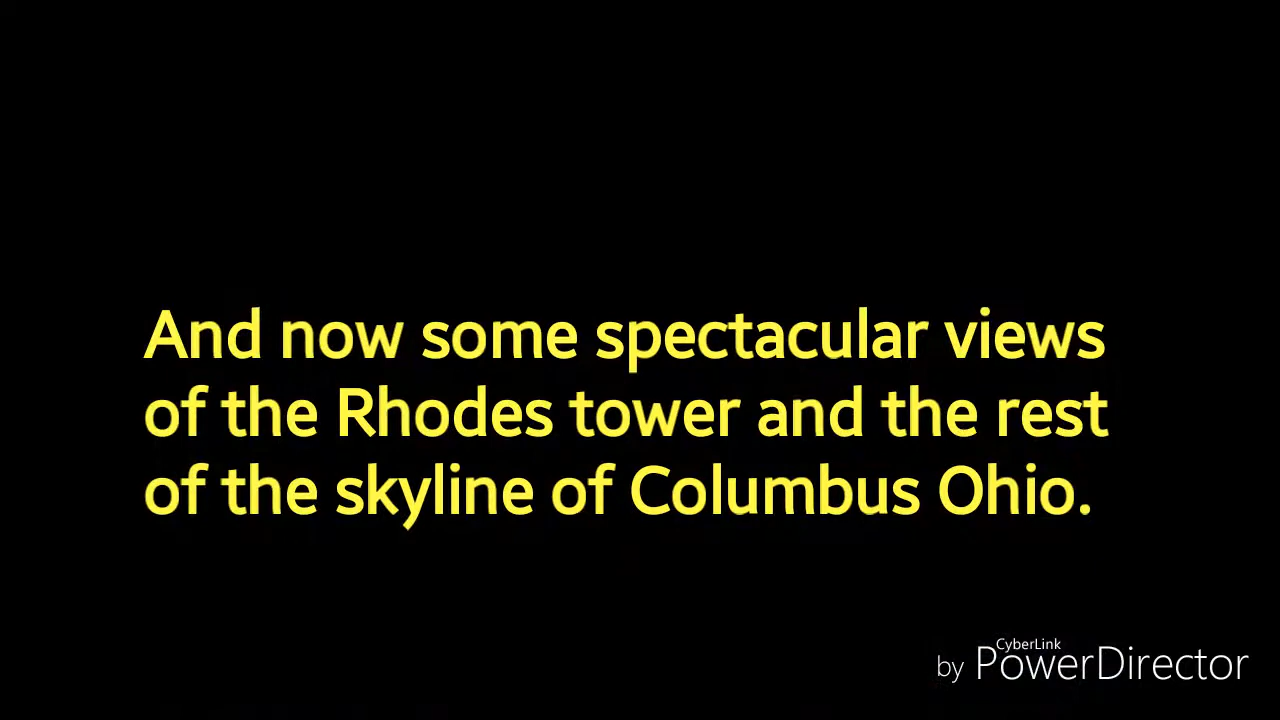 And now some spectacular views
of the Rhodes tower and the rest
of the skyline of Columbus Ohio.
CyberLink
by PowerDirector